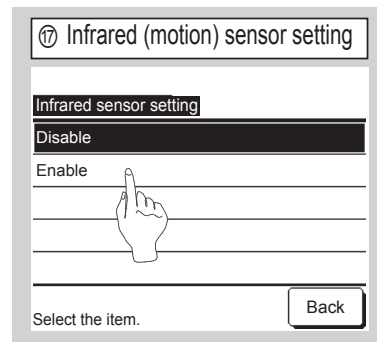 ⑰ Infrared (motion) sensor setting
Infrared sensor setting
Disable
Enable
Select the item.
Back